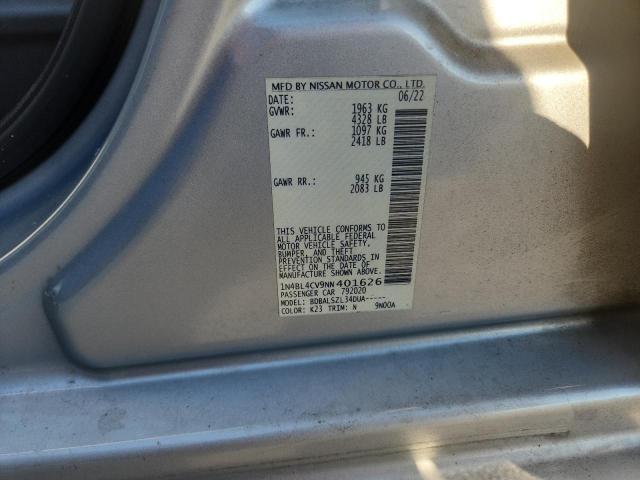 MFD BY NISSAN MOTOR CO., LTD.
DATE: 06/22
GVWR: 1963 KG
4328 LB
GAWR FR.: 1097 KG
2418 LB
GAWR RR.: 945 KG
2083 LB
THIS VEHICLE CONFORMS TO
ALL APPLICABLE FEDERAL
MOTOR VEHICLE SAFETY,
BUMPER, AND THEFT
PREVENTION STANDARDS IN
EFFECT ON THE DATE OF
MANUFACTURE SHOWN ABOVE.
1N4BL4CV9NN401626
PASSENGER CAR 792020
MODEL: BDBALSZL34DUA-----
COLOR: K23 TRIM: N 9N00A